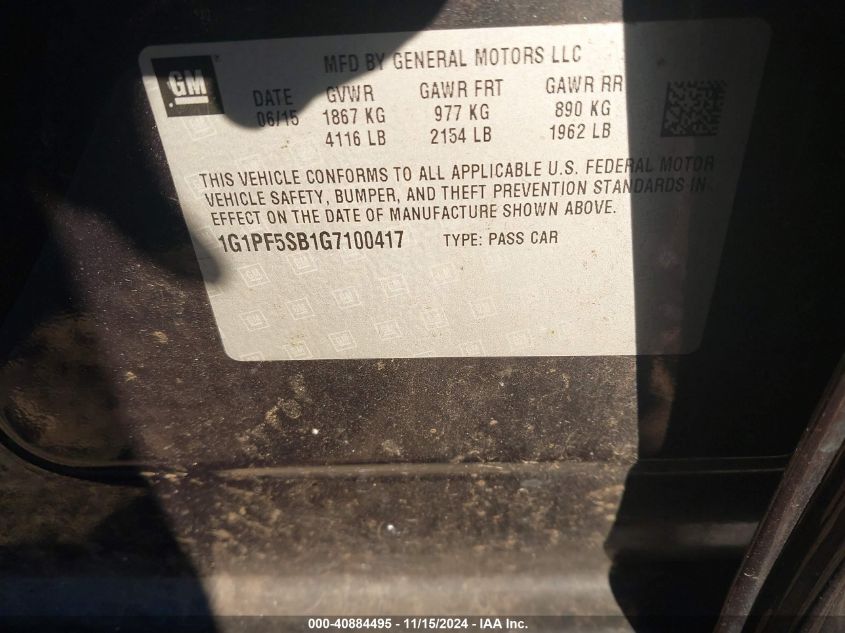 MFD BY GENERAL MOTORS LLC
GM
DATE GVWR GAWR FRT GAWR RR
06/15 1867 KG 977 KG 890 KG
4116 LB 2154 LB 1962 LB
THIS VEHICLE CONFORMS TO ALL APPLICABLE U.S. FEDERAL MOTOR
VEHICLE SAFETY, BUMPER, AND THEFT PREVENTION STANDARDS IN
EFFECT ON THE DATE OF MANUFACTURE SHOWN ABOVE.
1G1PF5SB1G7100417 TYPE: PASS CAR
000-40884495 - 11/15/2024 - IAA Inc.